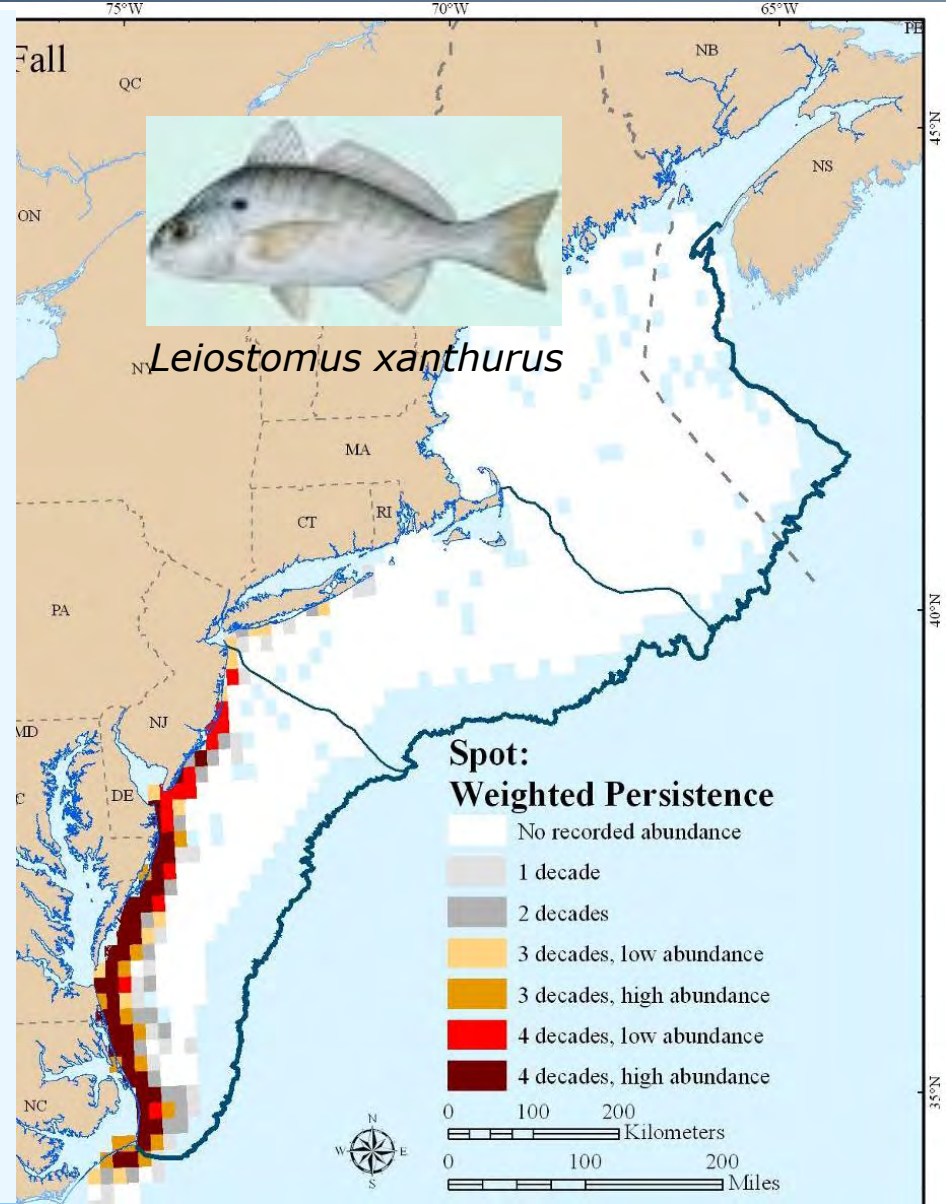 75°W
70°W
65°W
Fall
QC
NB
PE
45°N
NS
ON
NY
Leiostomus xanthurus
MA
CT
RI
40°N
PA
NJ
MD
DE
Spot:
Weighted Persistence
No recorded abundance
1 decade
2 decades
3 decades, low abundance
3 decades, high abundance
4 decades, low abundance
4 decades, high abundance
35°N
NC
N
W
E
S
0 100 200
Kilometers
0 100 200
Miles